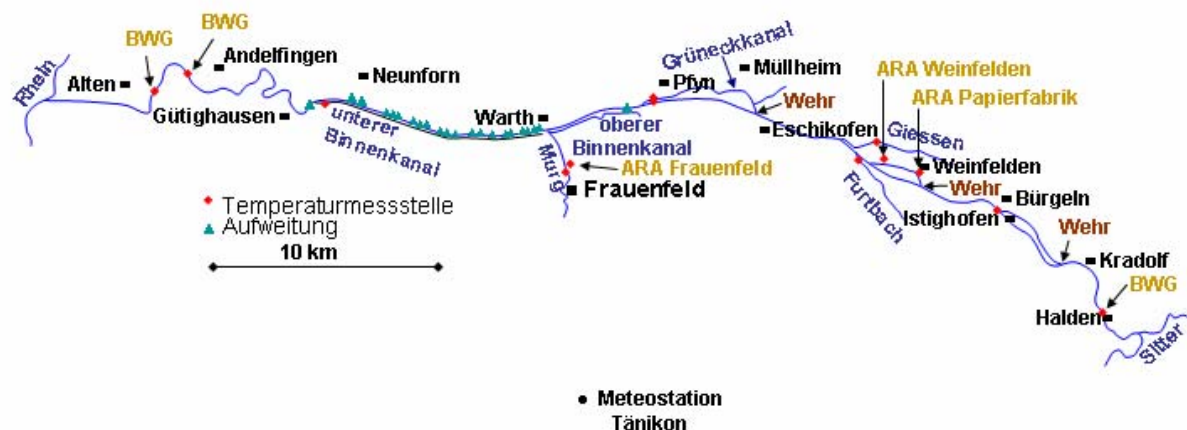 BWG
BWG
Andelfingen
Rhein
Alten
Neunforn
Gütighausen
unterer
Binnenkanal
Warth
Grüneckkanal
Müllheim
Pfyn
oberer
Binnenkanal
Wehr
Eschikofen
ARA Weinfelden
ARA Papierfabrik
Giessen
Weinfelden
Murg
ARA Frauenfeld
Frauenfeld
Wehr
Furtbach
Bürgeln
Istighofen
Wehr
Kradolf
BWG
Halden
Sitter
Temperaturmessstelle
Aufweitung
10 km
Meteostation
Tänikon